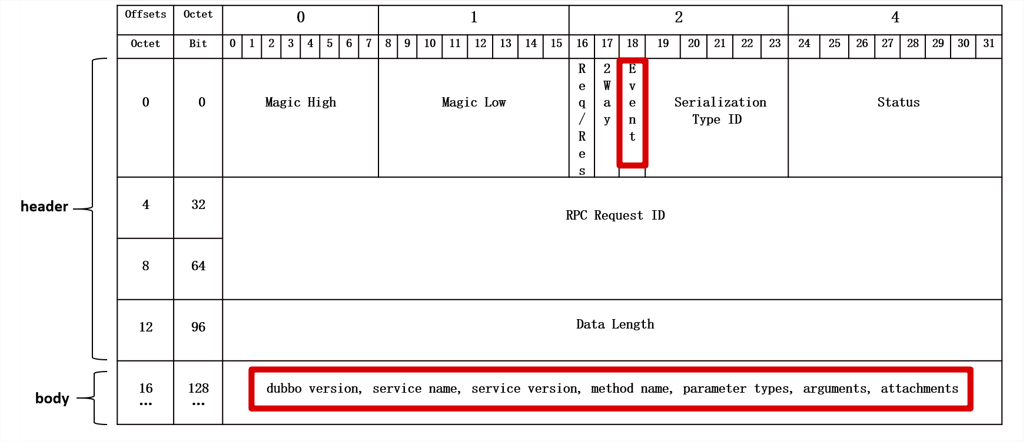 Offsets Octet 0 1 2 4
Octet Bit 0 1 2 3 4 5 6 7 8 9 10 11 12 13 14 15 16 17 18 19 20 21 22 23 24 25 26 27 28 29 30 31
0 0 Magic High Magic Low Req/Res 2Way Event Serialization Type ID Status
header
4 32 RPC Request ID
8 64
12 96 Data Length
body
16 128 dubbo version, service name, service version, method name, parameter types, arguments, attachments
... ...